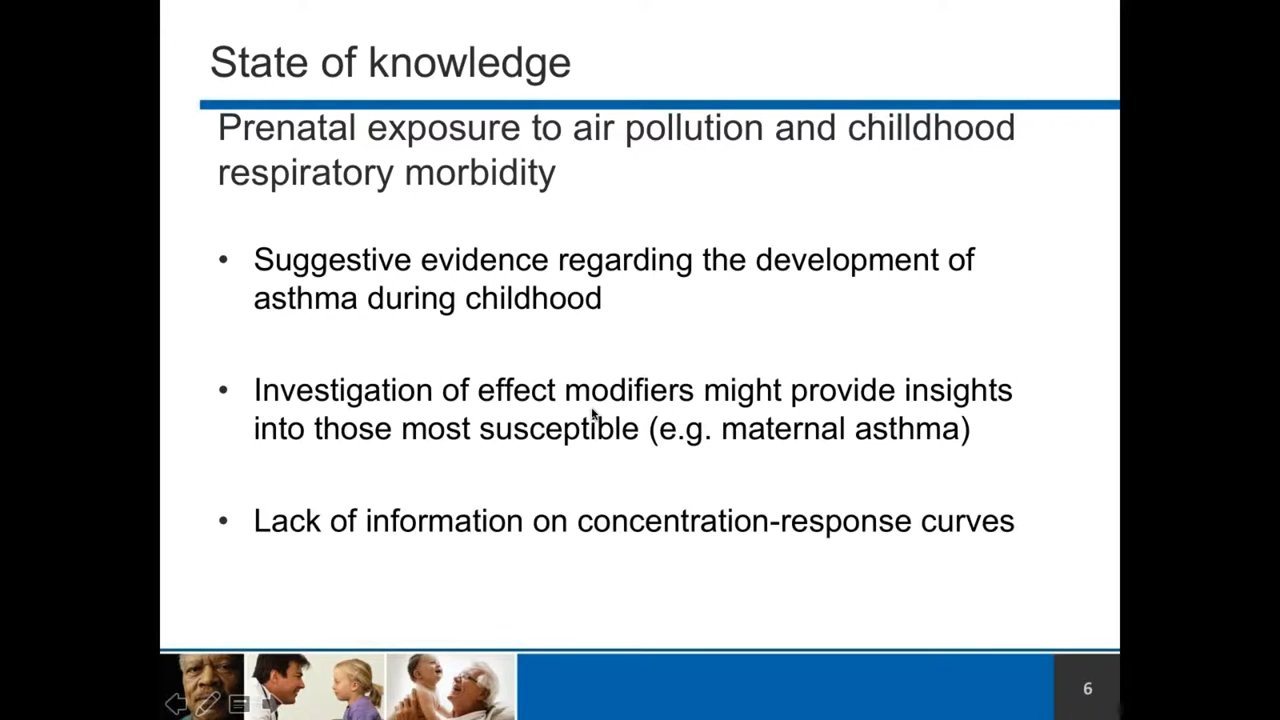 State of knowledge
Prenatal exposure to air pollution and chilldhood
respiratory morbidity
• Suggestive evidence regarding the development of
asthma during childhood
• Investigation of effect modifiers might provide insights
into those most susceptible (e.g. maternal asthma)
• Lack of information on concentration-response curves
6